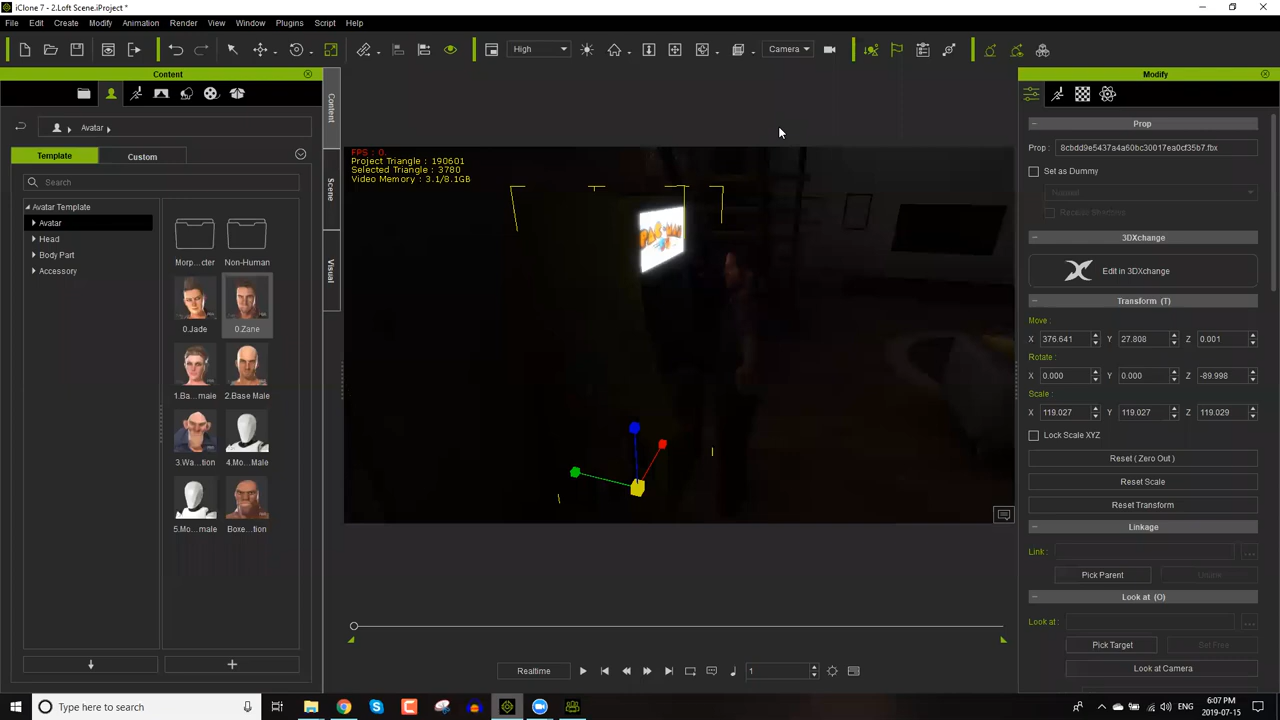 iClone 7 - 2.Loft Scene.iProject *
File Edit Create Modify Animation Render View Window Plugins Script Help
High
Camera
Content
Avatar
Template Custom
Search
Avatar Template
Avatar
Head
Body Part
Accessory
Morp...cter Non-Human
0.Jade 0.Zane
1.Ba... male 2.Base Male
3.Wa...tion 4.Mo...Male
5.Mo...male Boxe...tion
Content
Scene
Visual
FPS : 0.
Project Triangle : 190601
Selected Triangle : 3780
Video Memory : 3.1/8.1GB
PAC-MAN
Realtime
1
Modify
Prop
Prop : 8cbdd9e5437a4a60bc30017ea0cf35b7.fbx
Set as Dummy
3DXchange
Edit in 3DXchange
Transform (T)
Move :
X 376.641 Y 27.808 Z 0.001
Rotate :
X 0.000 Y 0.000 Z -89.998
Scale :
X 119.027 Y 119.027 Z 119.029
Lock Scale XYZ
Reset ( Zero Out )
Reset Scale
Reset Transform
Linkage
Link :
Pick Parent Unlink
Look at (O)
Look at :
Pick Target Set Free
Look at Camera
Type here to search
ENG
6:07 PM
2019-07-15